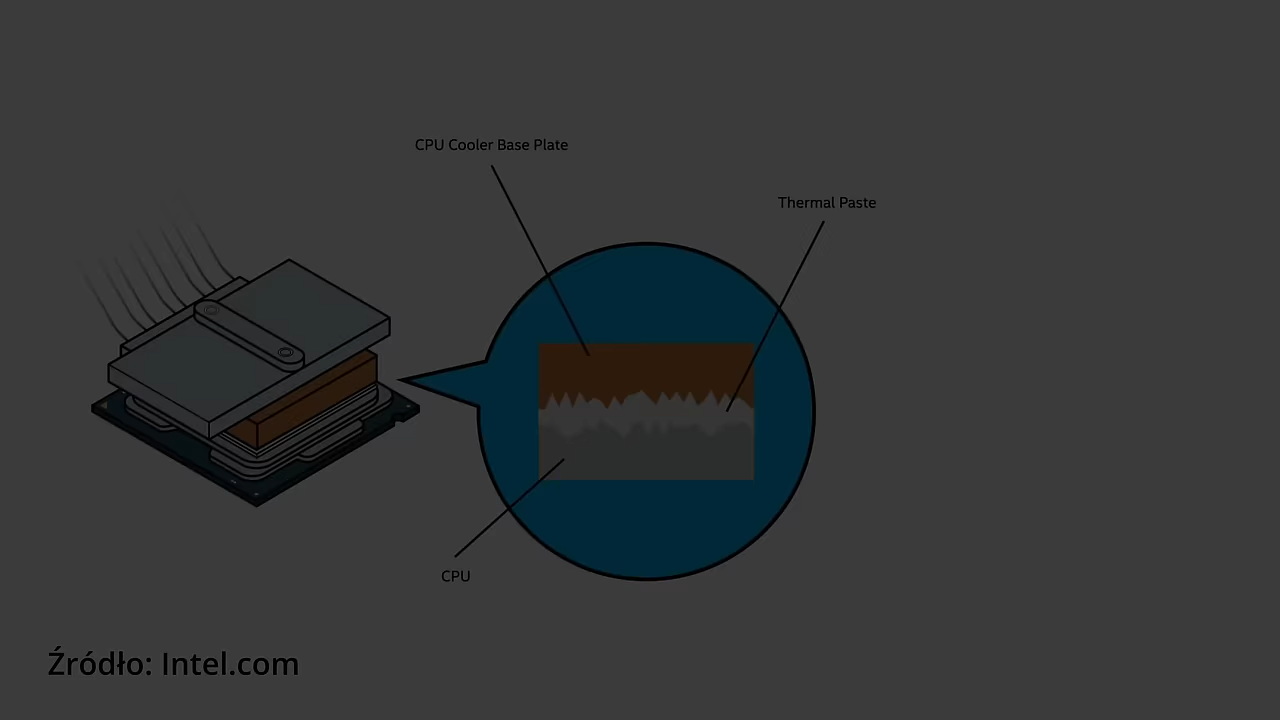 CPU Cooler Base Plate
Thermal Paste
CPU
Źródło: Intel.com